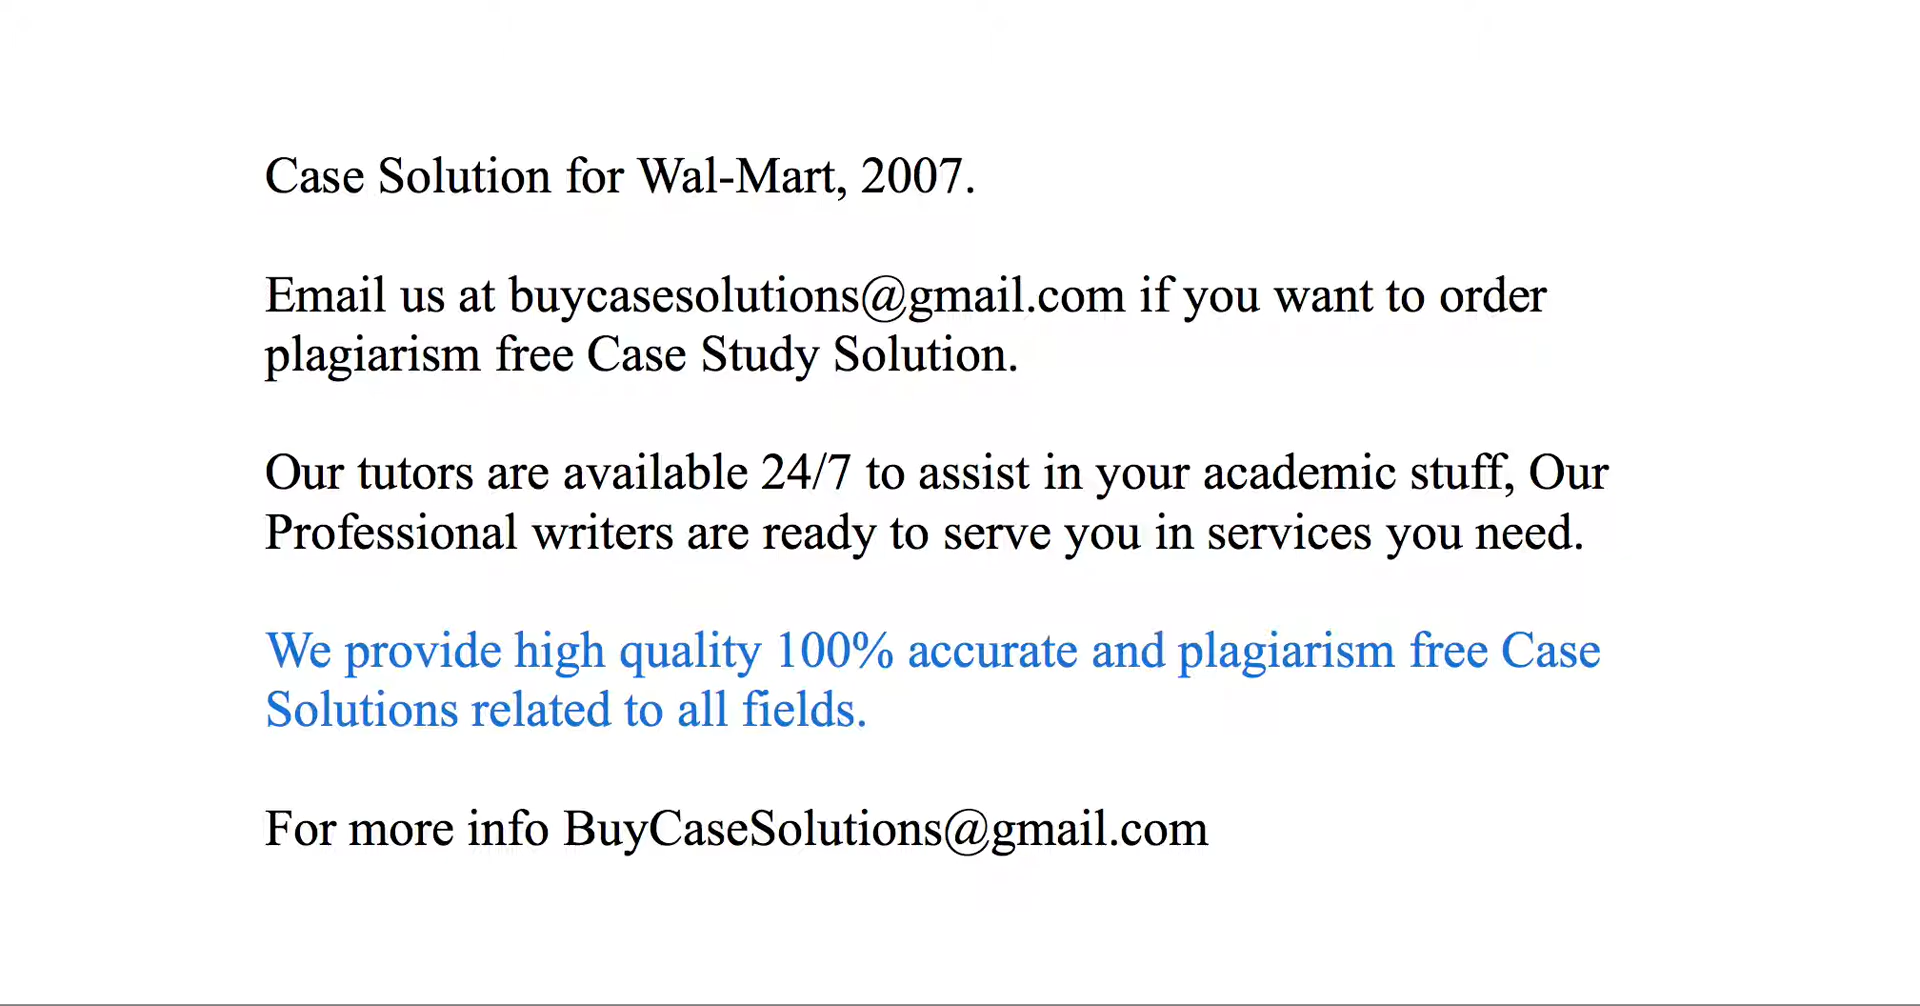 Case Solution for Wal-Mart, 2007.
Email us at buycasesolutions@gmail.com if you want to order
plagiarism free Case Study Solution.
Our tutors are available 24/7 to assist in your academic stuff, Our
Professional writers are ready to serve you in services you need.
We provide high quality 100% accurate and plagiarism free Case
Solutions related to all fields.
For more info BuyCaseSolutions@gmail.com